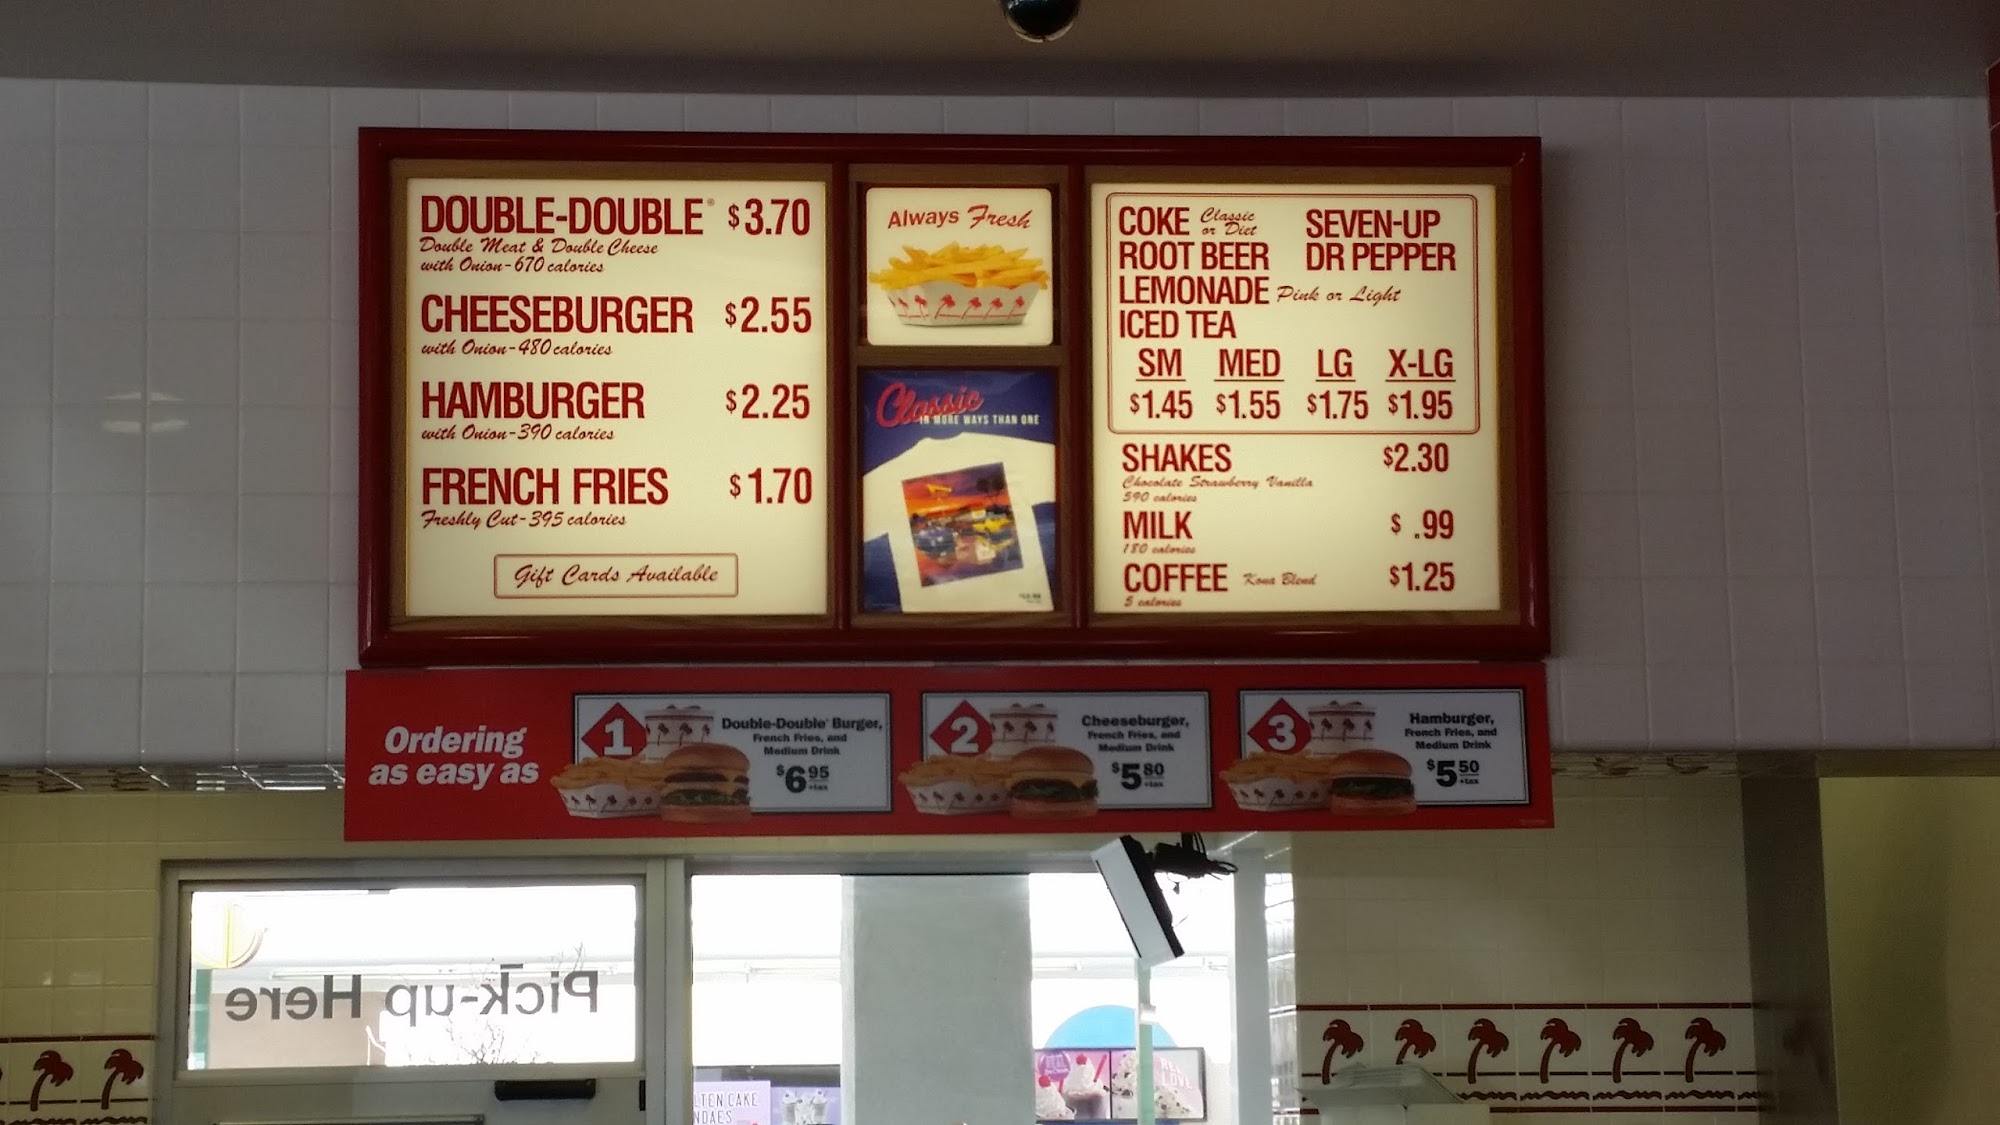 DOUBLE-DOUBLE® $3.70
Double Meat & Double Cheese
with Onion-670 calories
CHEESEBURGER $2.55
with Onion-480 calories
HAMBURGER $2.25
with Onion-390 calories
FRENCH FRIES $1.70
Freshly Cut-395 calories
Gift Cards Available
Always Fresh
Classic
IN MORE WAYS THAN ONE
COKE Classic or Diet SEVEN-UP
ROOT BEER DR PEPPER
LEMONADE Pink or Light
ICED TEA
SM MED LG X-LG
$1.45 $1.55 $1.75 $1.95
SHAKES $2.30
Chocolate Strawberry Vanilla
590 calories
MILK $ .99
180 calories
COFFEE Kona Blend $1.25
5 calories
Ordering
as easy as
1
Double-Double® Burger,
French Fries, and
Medium Drink
$6 95
+tax
2
Cheeseburger,
French Fries, and
Medium Drink
$5 80
+tax
3
Hamburger,
French Fries, and
Medium Drink
$5 50
+tax
Pick-up Here
LTEN CAKE
NDAES
LOVE